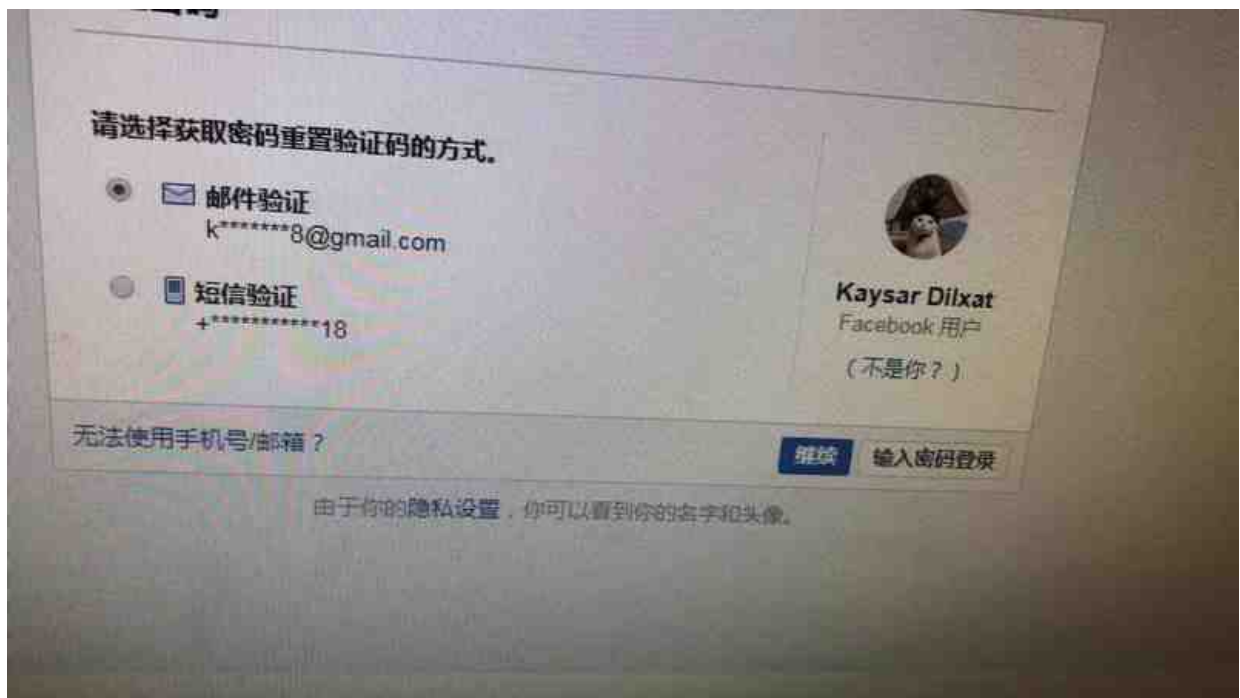 请选择获取密码重置验证码的方式。
邮件验证
k*******8@gmail.com
短信验证
+***********18
Kaysar Dilxat
Facebook 用户
(不是你？)
无法使用手机号/邮箱？
继续
输入密码登录
由于你的隐私设置，你可以看到你的名字和头像。